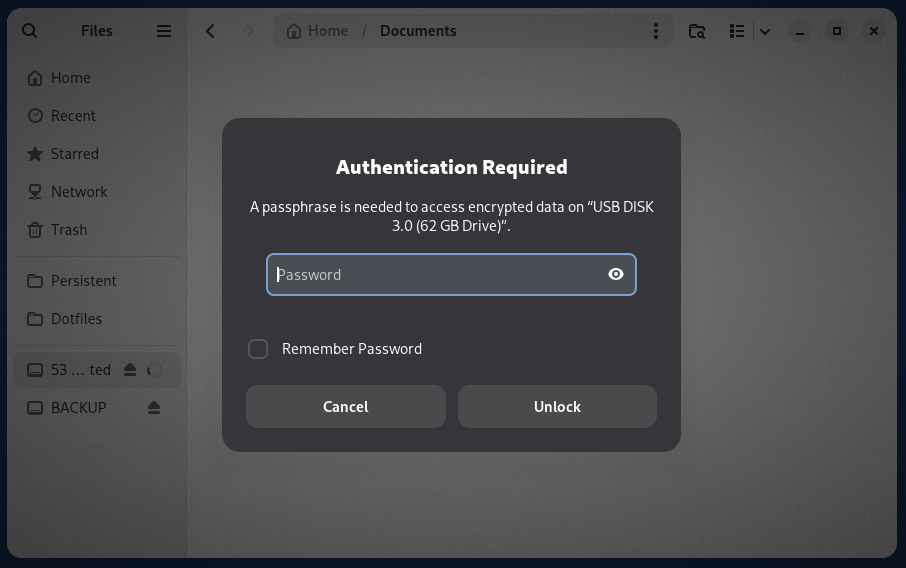 Files
Home / Documents
Home
Recent
Starred
Network
Trash
Persistent
Dotfiles
53 … ted
BACKUP
Authentication Required
A passphrase is needed to access encrypted data on “USB DISK
3.0 (62 GB Drive)”.
Password
Remember Password
Cancel
Unlock